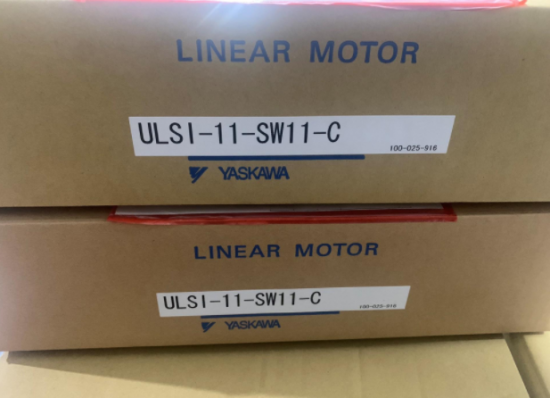 LINEAR MOTOR
ULSI-11-SW11-C
100-025-916
YASKAWA
LINEAR MOTOR
ULSI-11-SW11-C
100-025-916
YASKAWA